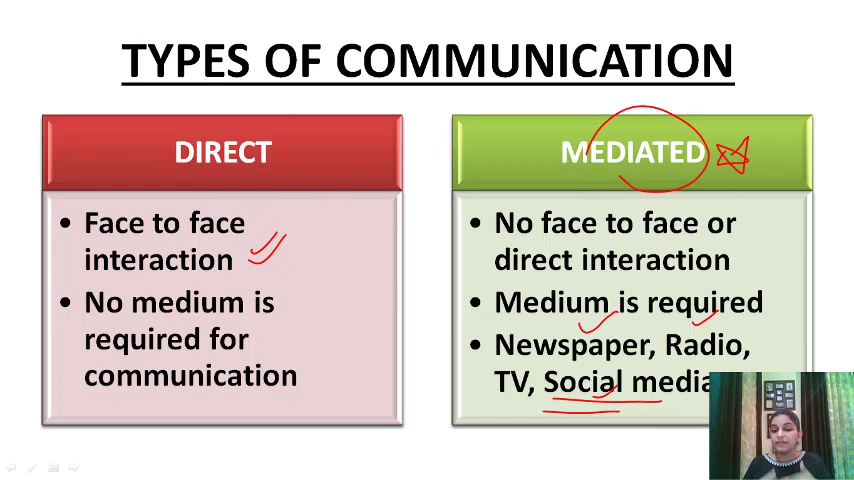 TYPES OF COMMUNICATION
DIRECT
• Face to face
interaction
• No medium is
required for
communication
MEDIATED
• No face to face or
direct interaction
• Medium is required
• Newspaper, Radio,
TV, Social media